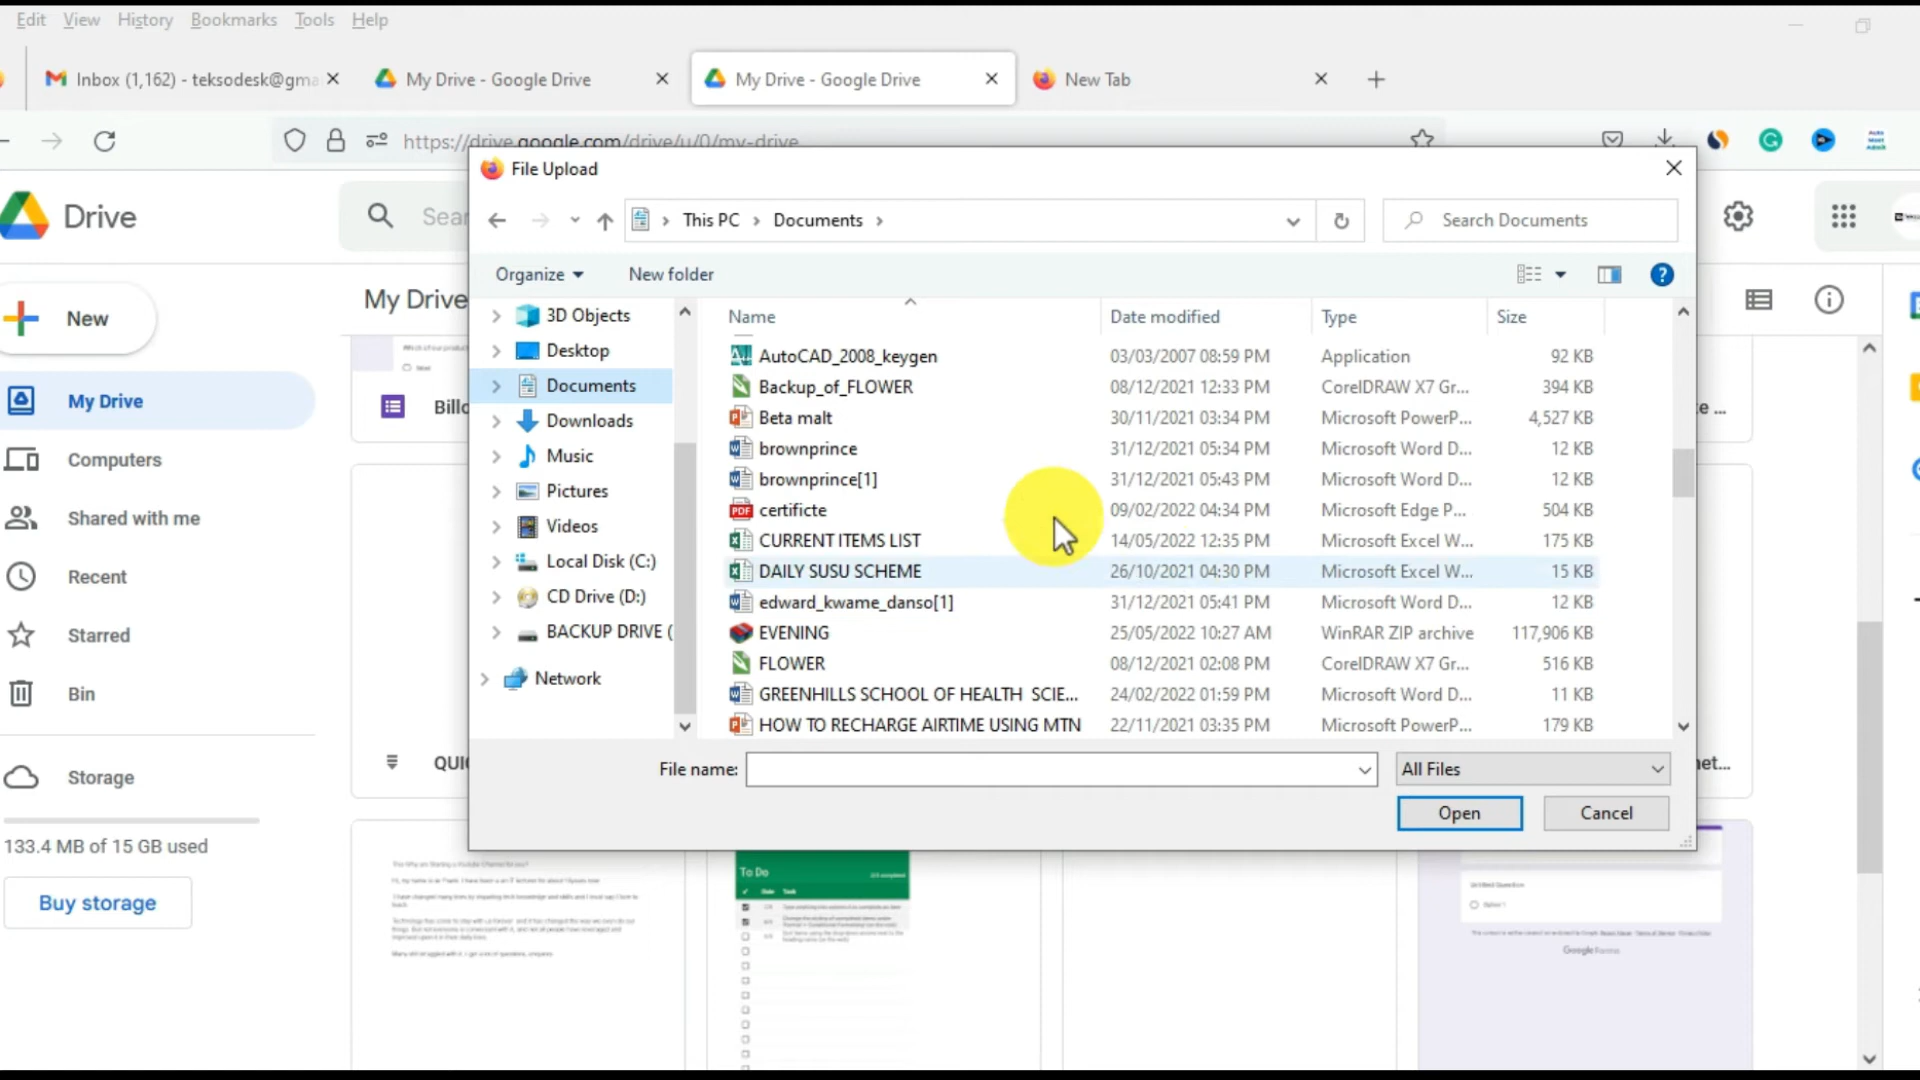 Edit View History Bookmarks Tools Help
Inbox (1,162) - teksodesk@gma
My Drive - Google Drive
My Drive - Google Drive
New Tab
https://drive.google.com/drive/u/0/my-drive
File Upload
Drive
Sear
This PC > Documents >
Search Documents
Organize
New folder
New
My Drive
Name
Date modified
Type
Size
3D Objects
Desktop
Documents
Downloads
Music
Pictures
Videos
Local Disk (C:)
CD Drive (D:)
BACKUP DRIVE (
Network
AutoCAD_2008_keygen 03/03/2007 08:59 PM Application 92 KB
Backup_of_FLOWER 08/12/2021 12:33 PM CorelDRAW X7 Gr... 394 KB
Beta malt 30/11/2021 03:34 PM Microsoft PowerP... 4,527 KB
brownprince 31/12/2021 05:34 PM Microsoft Word D... 12 KB
brownprince[1] 31/12/2021 05:43 PM Microsoft Word D... 12 KB
certificte 09/02/2022 04:34 PM Microsoft Edge P... 504 KB
CURRENT ITEMS LIST 14/05/2022 12:35 PM Microsoft Excel W... 175 KB
DAILY SUSU SCHEME 26/10/2021 04:30 PM Microsoft Excel W... 15 KB
edward_kwame_danso[1] 31/12/2021 05:41 PM Microsoft Word D... 12 KB
EVENING 25/05/2022 10:27 AM WinRAR ZIP archive 117,906 KB
FLOWER 08/12/2021 02:08 PM CorelDRAW X7 Gr... 516 KB
GREENHILLS SCHOOL OF HEALTH SCIE... 24/02/2022 01:59 PM Microsoft Word D... 11 KB
HOW TO RECHARGE AIRTIME USING MTN 22/11/2021 03:35 PM Microsoft PowerP... 179 KB
File name:
All Files
Open
Cancel
My Drive
Computers
Shared with me
Recent
Starred
Bin
Storage
133.4 MB of 15 GB used
Buy storage
QUI
To Do
Google Forms